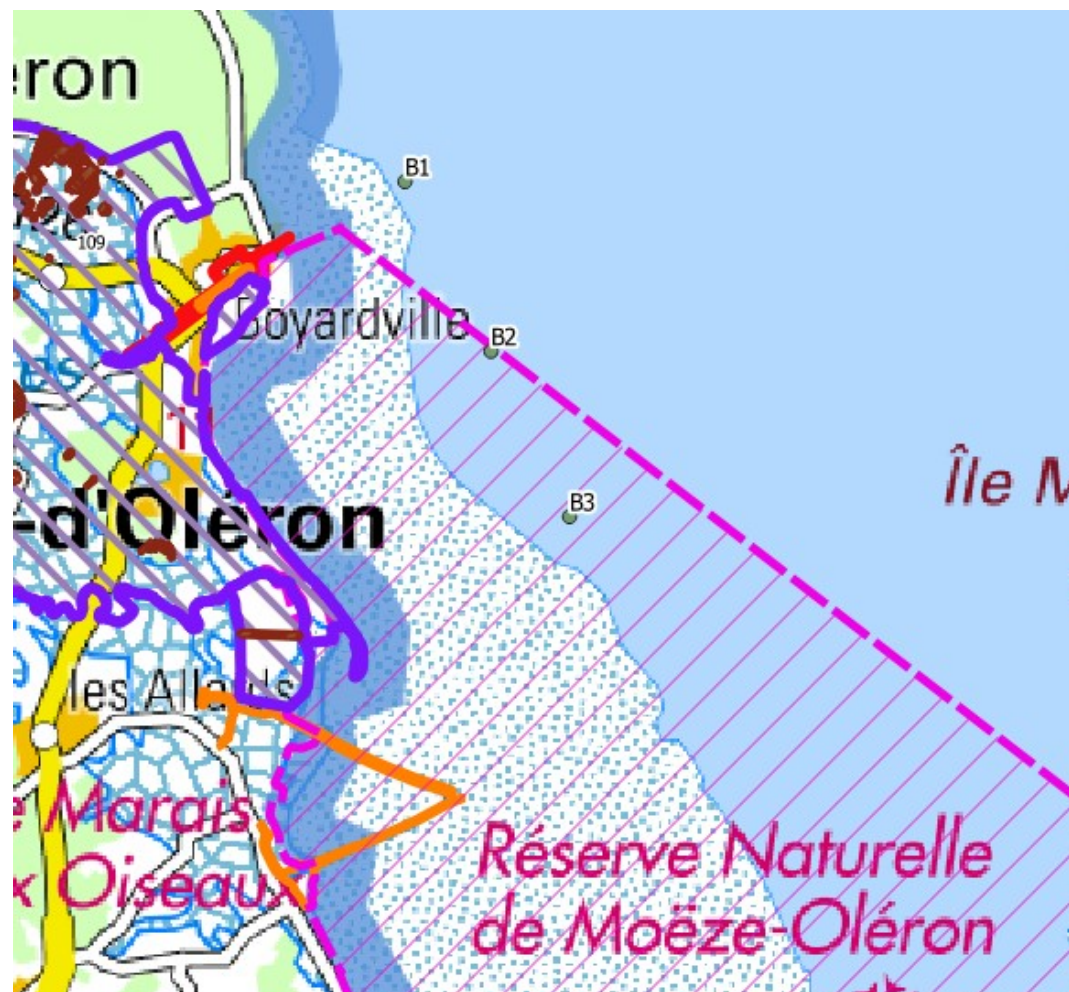 éron
B1
109
Boyardville
B2
Île M
B3
-d'Oléron
les Allards
e Marais
x Oiseaux
Réserve Naturelle
de Moëze-Oléron